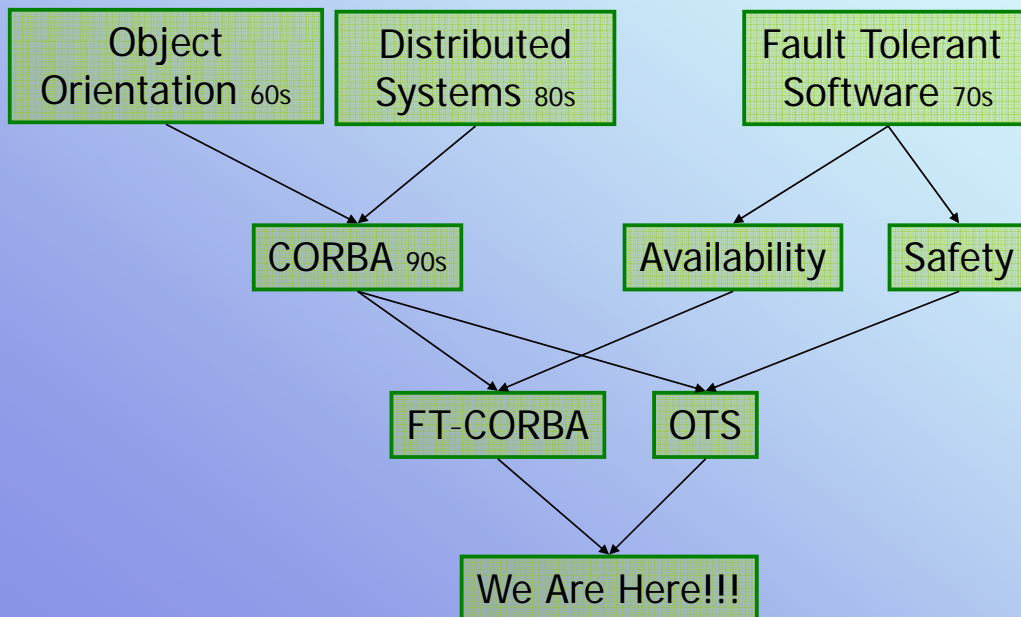 Object
Orientation 60s
Distributed
Systems 80s
Fault Tolerant
Software 70s
CORBA 90s
Availability
Safety
FT-CORBA
OTS
We Are Here!!!